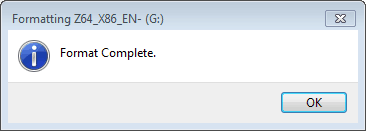 Formatting Z64_X86_EN- (G:)
Format Complete.
OK